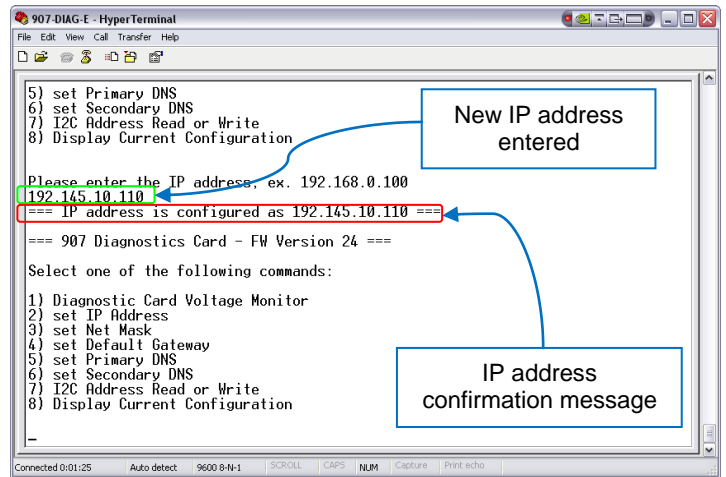 907-DIAG-E - HyperTerminal
File Edit View Call Transfer Help
5) set Primary DNS
6) set Secondary DNS
7) I2C Address Read or Write
8) Display Current Configuration
New IP address
entered
Please enter the IP address, ex. 192.168.0.100
192.145.10.110
=== IP address is configured as 192.145.10.110 ===
=== 907 Diagnostics Card - FW Version 24 ===
Select one of the following commands:
1) Diagnostic Card Voltage Monitor
2) set IP Address
3) set Net Mask
4) set Default Gateway
5) set Primary DNS
6) set Secondary DNS
7) I2C Address Read or Write
8) Display Current Configuration
IP address
confirmation message
_
Connected 0:01:25 Auto detect 9600 8-N-1 SCROLL CAPS NUM Capture Print echo